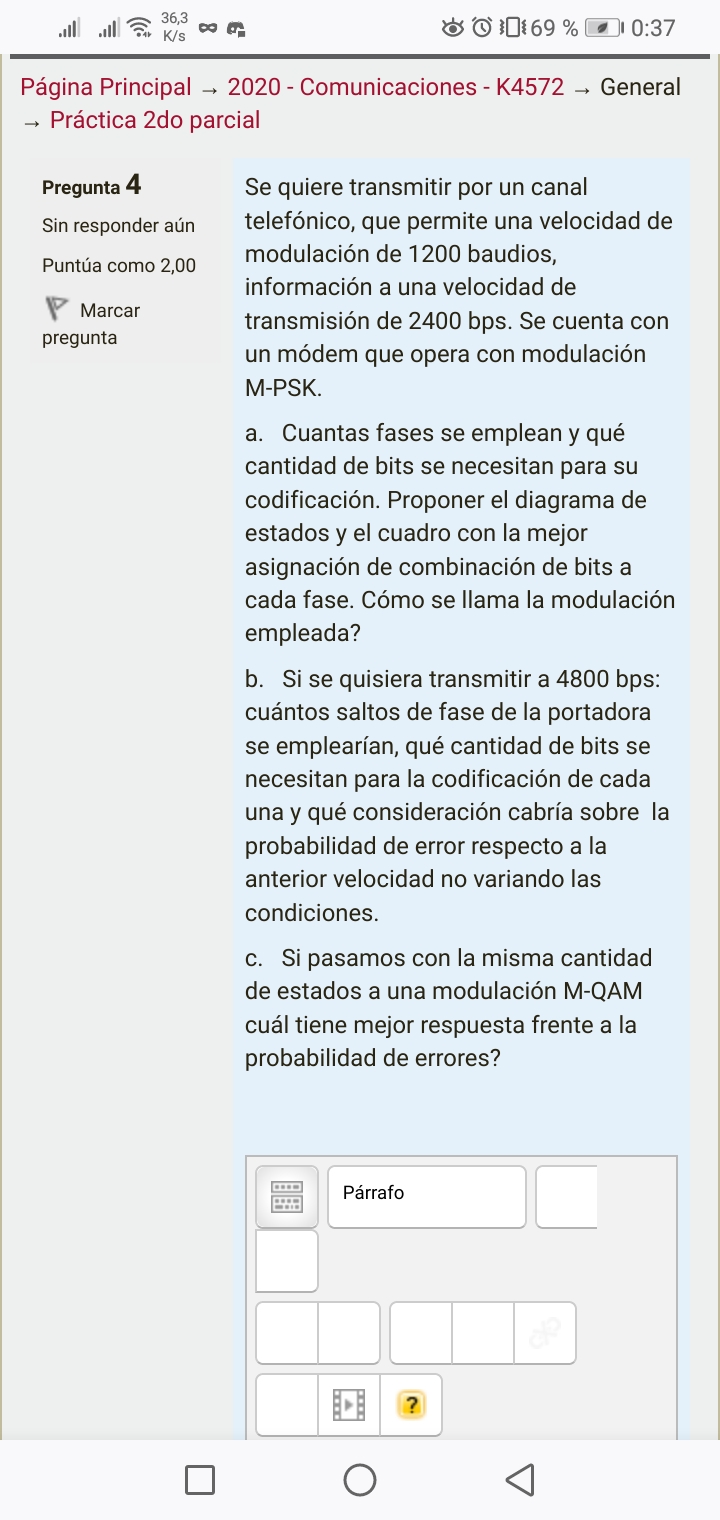 36,3
K/s
69 %
0:37
Página Principal → 2020 - Comunicaciones - K4572 → General
→ Práctica 2do parcial
Pregunta 4
Sin responder aún
Puntúa como 2,00
Marcar
pregunta
Se quiere transmitir por un canal
telefónico, que permite una velocidad de
modulación de 1200 baudios,
información a una velocidad de
transmisión de 2400 bps. Se cuenta con
un módem que opera con modulación
M-PSK.
a. Cuantas fases se emplean y qué
cantidad de bits se necesitan para su
codificación. Proponer el diagrama de
estados y el cuadro con la mejor
asignación de combinación de bits a
cada fase. Cómo se llama la modulación
empleada?
b. Si se quisiera transmitir a 4800 bps:
cuántos saltos de fase de la portadora
se emplearían, qué cantidad de bits se
necesitan para la codificación de cada
una y qué consideración cabría sobre la
probabilidad de error respecto a la
anterior velocidad no variando las
condiciones.
c. Si pasamos con la misma cantidad
de estados a una modulación M-QAM
cuál tiene mejor respuesta frente a la
probabilidad de errores?
Párrafo
?